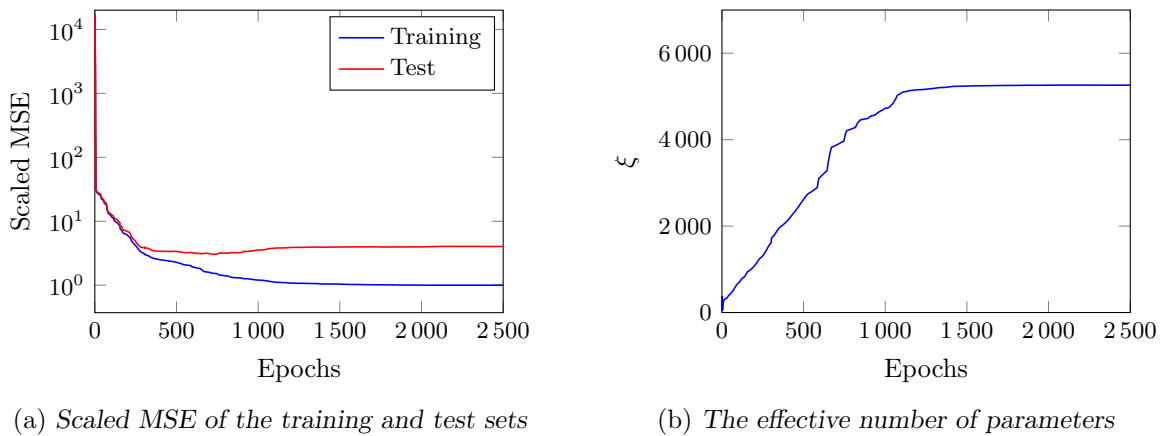 10^4
10^3
10^2
10^1
10^0
Scaled MSE
Training
Test
0 500 1 000 1 500 2 000 2 500
Epochs
(a) Scaled MSE of the training and test sets
6 000
4 000
2 000
0
ξ
0 500 1 000 1 500 2 000 2 500
Epochs
(b) The effective number of parameters